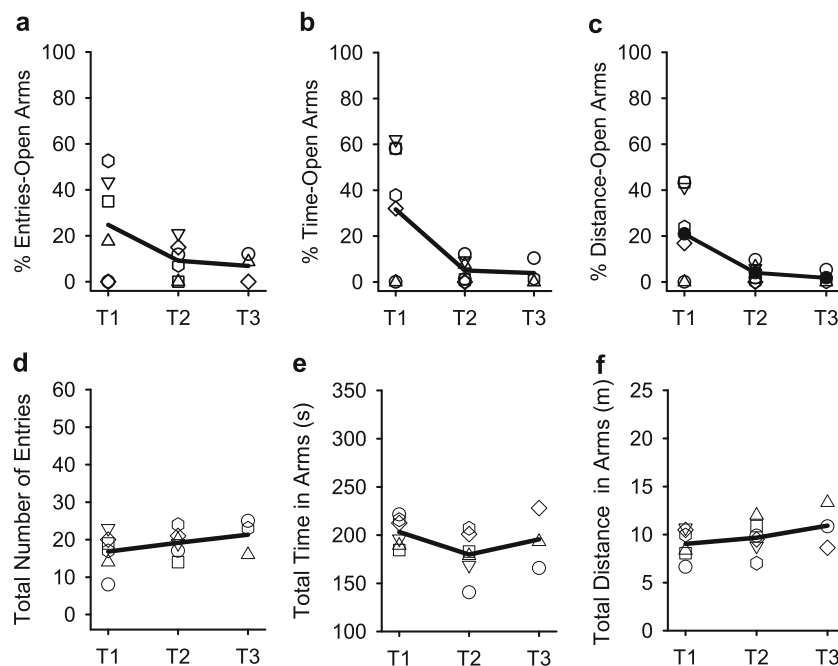 a
% Entries-Open Arms
100
80
60
40
20
0
T1 T2 T3
b
% Time-Open Arms
100
80
60
40
20
0
T1 T2 T3
c
% Distance-Open Arms
100
80
60
40
20
0
T1 T2 T3
d
Total Number of Entries
60
50
40
30
20
10
0
T1 T2 T3
e
Total Time in Arms (s)
350
300
250
200
150
100
T1 T2 T3
f
Total Distance in Arms (m)
25
20
15
10
5
0
T1 T2 T3